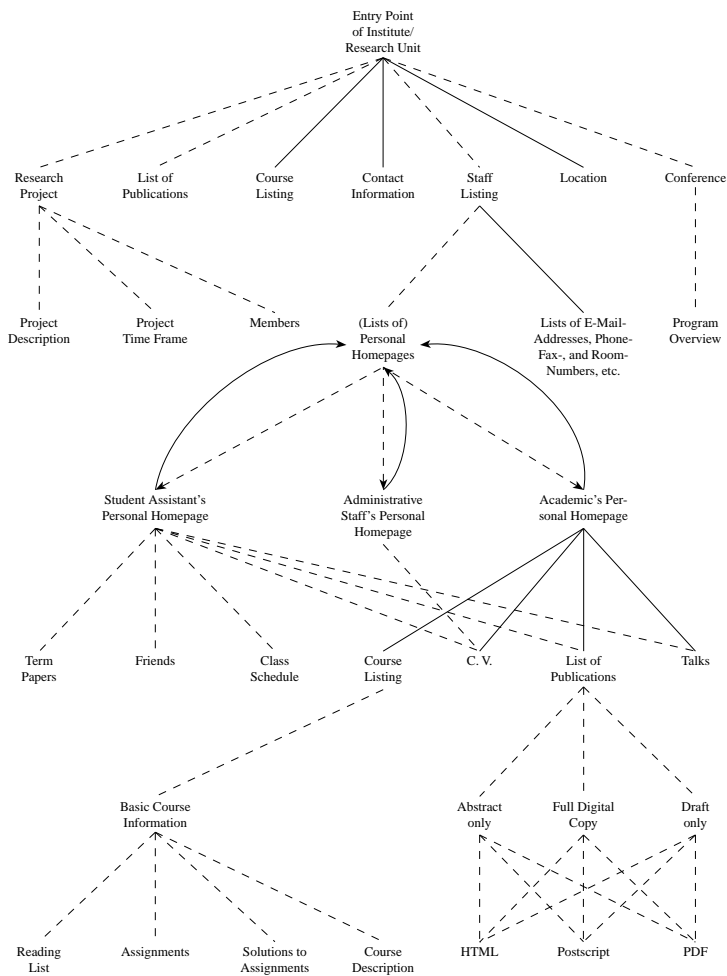 Entry Point
of Institute/
Research Unit
Research
Project
List of
Publications
Course
Listing
Contact
Information
Staff
Listing
Location
Conference
Project
Description
Project
Time Frame
Members
(Lists of)
Personal
Homepages
Lists of E-Mail-
Addresses, Phone-
Fax-, and Room-
Numbers, etc.
Program
Overview
Student Assistant's
Personal Homepage
Administrative
Staff's Personal
Homepage
Academic's Per-
sonal Homepage
Term
Papers
Friends
Class
Schedule
Course
Listing
C. V.
List of
Publications
Talks
Basic Course
Information
Abstract
only
Full Digital
Copy
Draft
only
Reading
List
Assignments
Solutions to
Assignments
Course
Description
HTML
Postscript
PDF